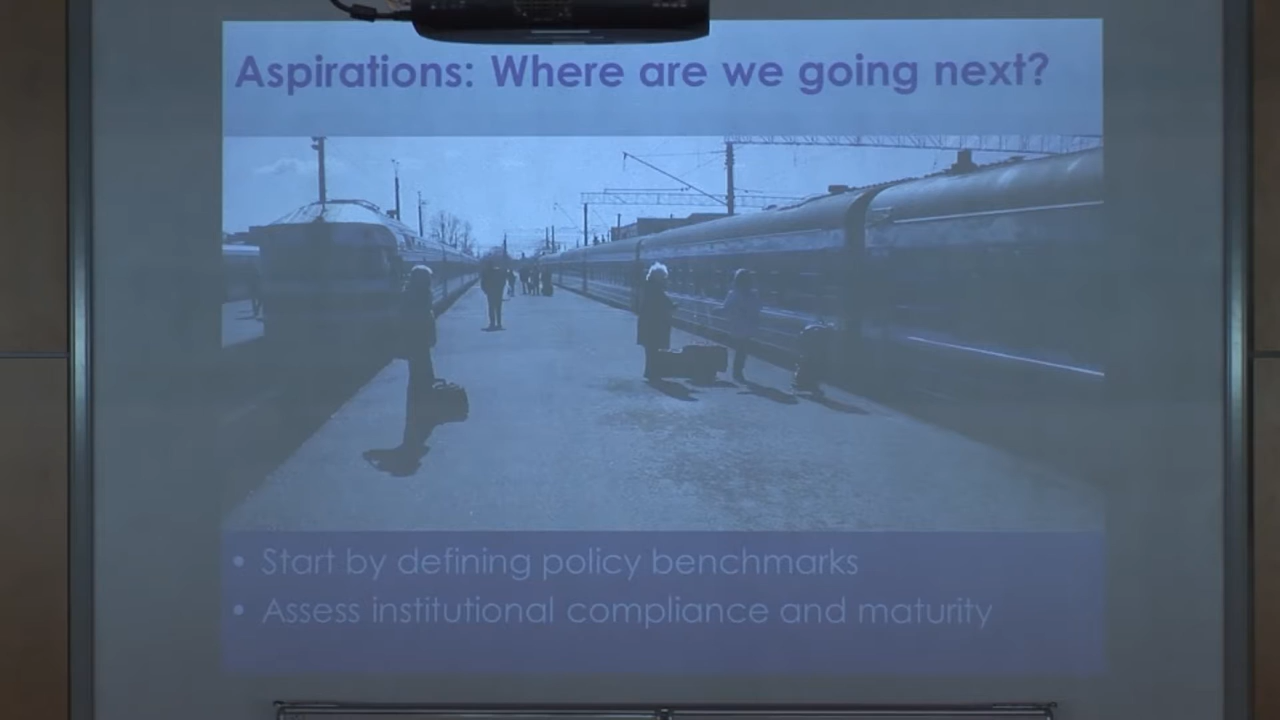 Aspirations: Where are we going next?
• Start by defining policy benchmarks
• Assess institutional compliance and maturity